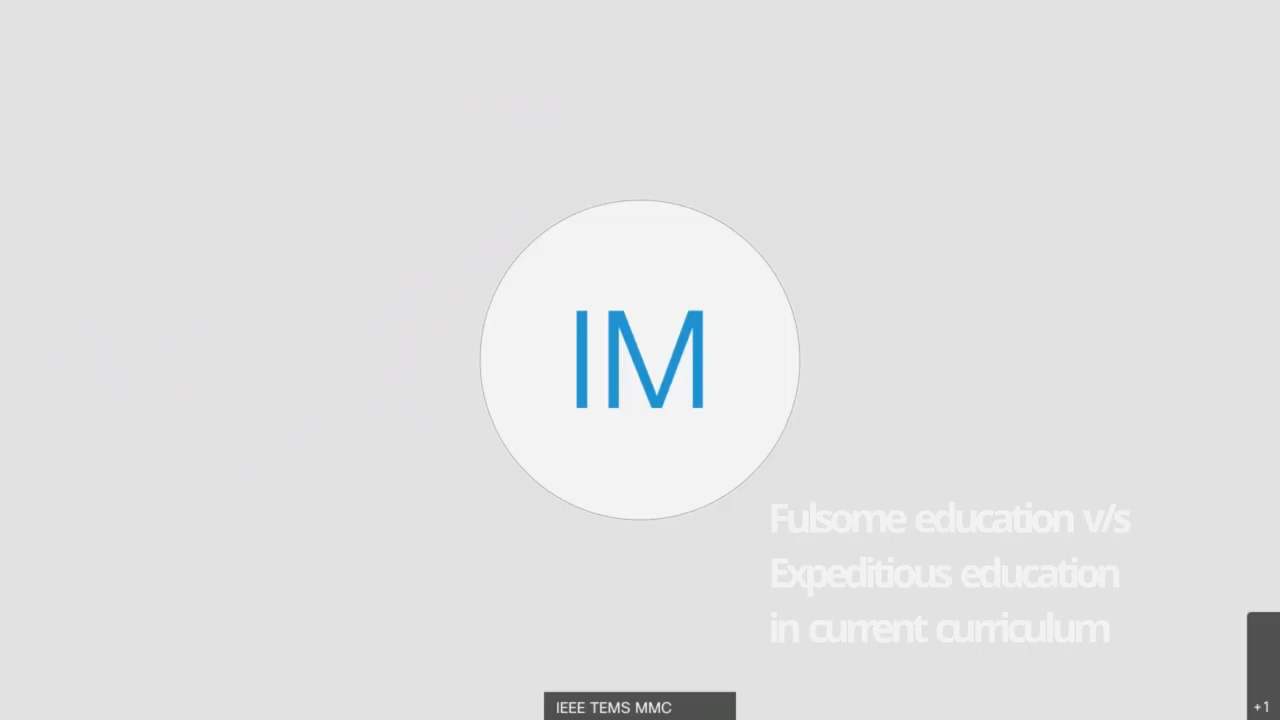 IM
Fulsome education v/s
Expeditious education
in current curriculum
IEEE TEMS MMC
+1